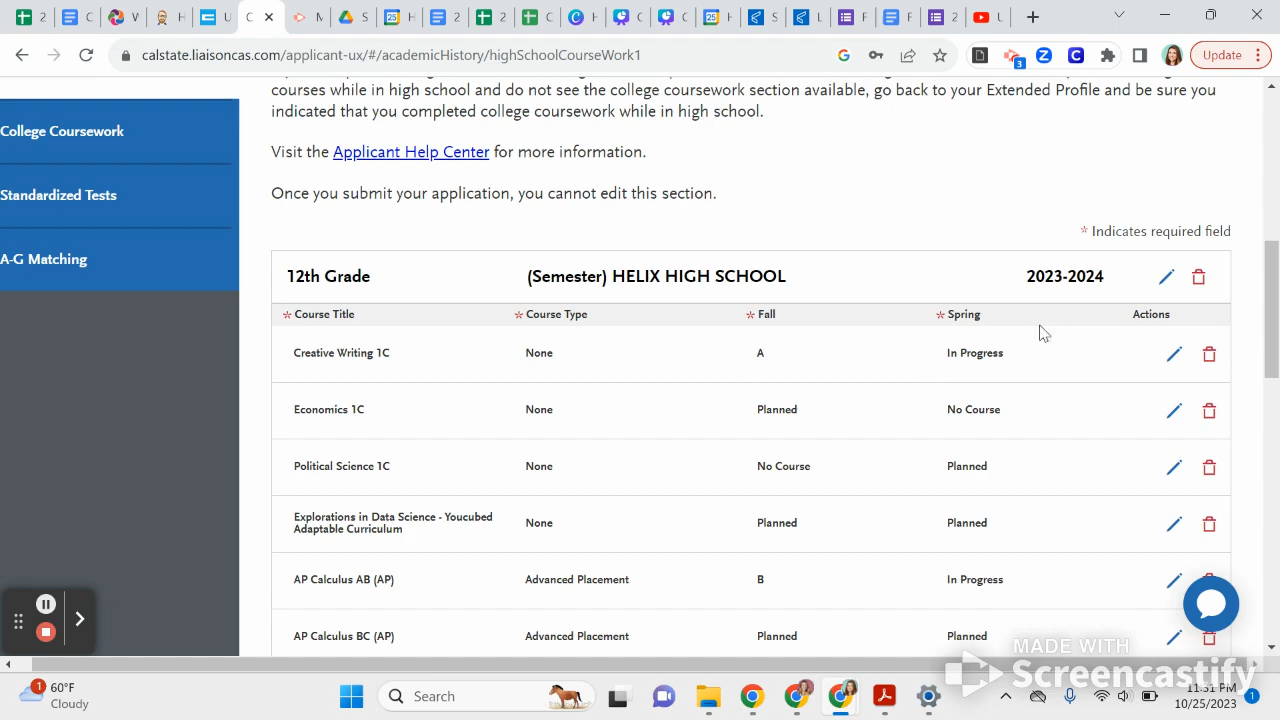 calstate.liaisoncas.com/applicant-ux/#/academicHistory/highSchoolCourseWork1
Update
3
courses while in high school and do not see the college coursework section available, go back to your Extended Profile and be sure you
indicated that you completed college coursework while in high school.
Visit the Applicant Help Center for more information.
Once you submit your application, you cannot edit this section.
* Indicates required field
College Coursework
Standardized Tests
A-G Matching
12th Grade (Semester) HELIX HIGH SCHOOL 2023-2024
* Course Title * Course Type * Fall * Spring Actions
Creative Writing 1C None A In Progress
Economics 1C None Planned No Course
Political Science 1C None No Course Planned
Explorations in Data Science - Youcubed
Adaptable Curriculum None Planned Planned
AP Calculus AB (AP) Advanced Placement B In Progress
AP Calculus BC (AP) Advanced Placement Planned Planned
MADE WITH
Screencastify
1
60°F
Cloudy
Search
11:31 PM
10/25/2023
1